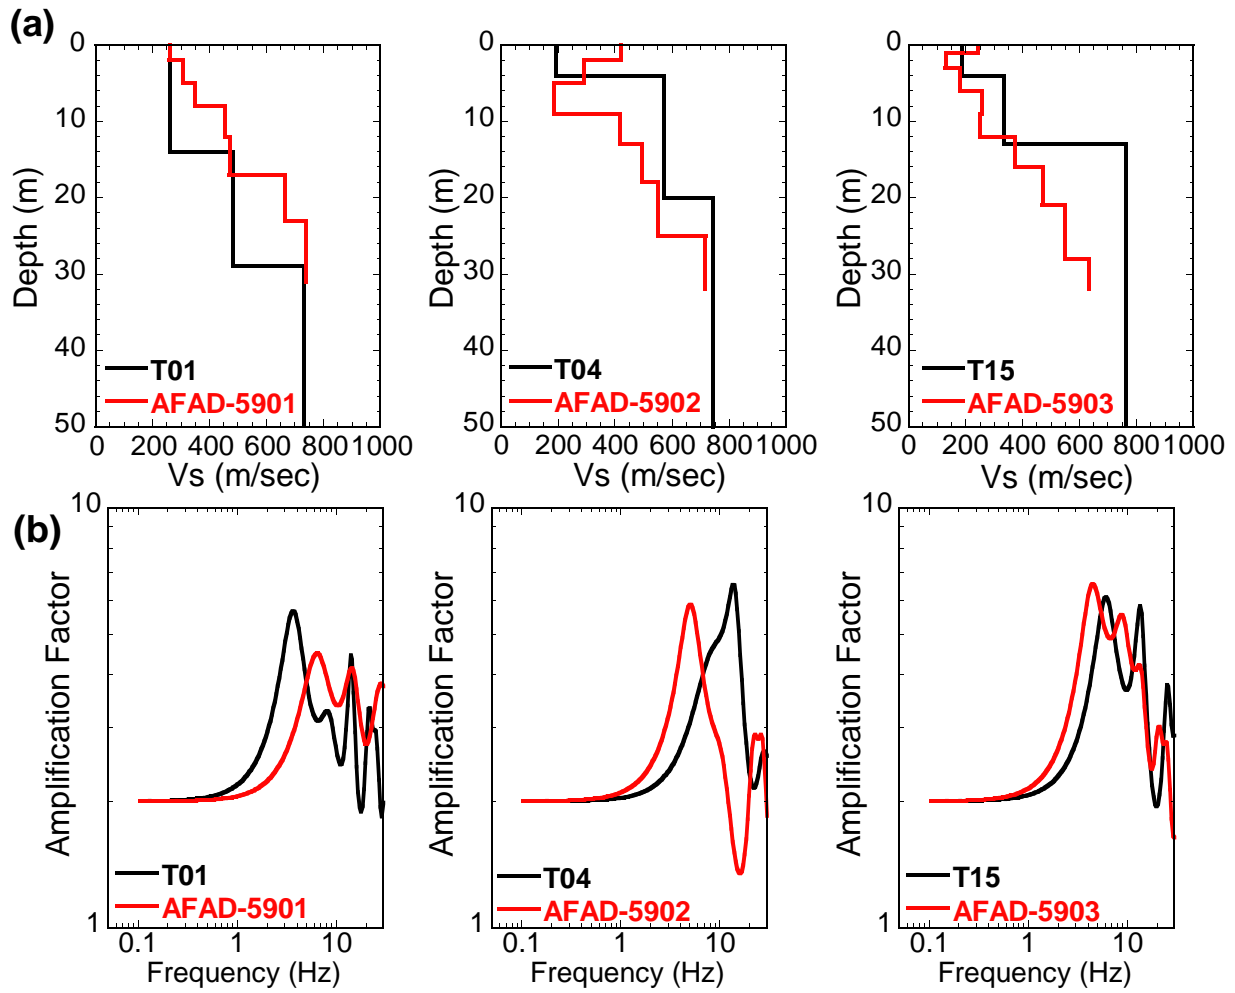 (a)
0
10
20
30
40
50
Depth (m)
0 200 400 600 800 1000
Vs (m/sec)
T01
AFAD-5901
0
10
20
30
40
50
Depth (m)
0 200 400 600 800 1000
Vs (m/sec)
T04
AFAD-5902
0
10
20
30
40
50
Depth (m)
0 200 400 600 800 1000
Vs (m/sec)
T15
AFAD-5903
(b)
10
1
Amplification Factor
0.1 1 10
Frequency (Hz)
T01
AFAD-5901
10
1
Amplification Factor
0.1 1 10
Frequency (Hz)
T04
AFAD-5902
10
1
Amplification Factor
0.1 1 10
Frequency (Hz)
T15
AFAD-5903